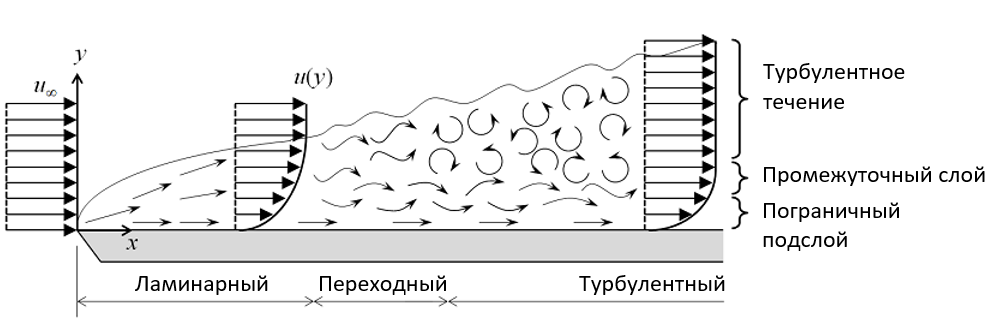 y
u∞
u(y)
x
Турбулентное
течение
Промежуточный слой
Пограничный
подслой
Ламинарный
Переходный
Турбулентный